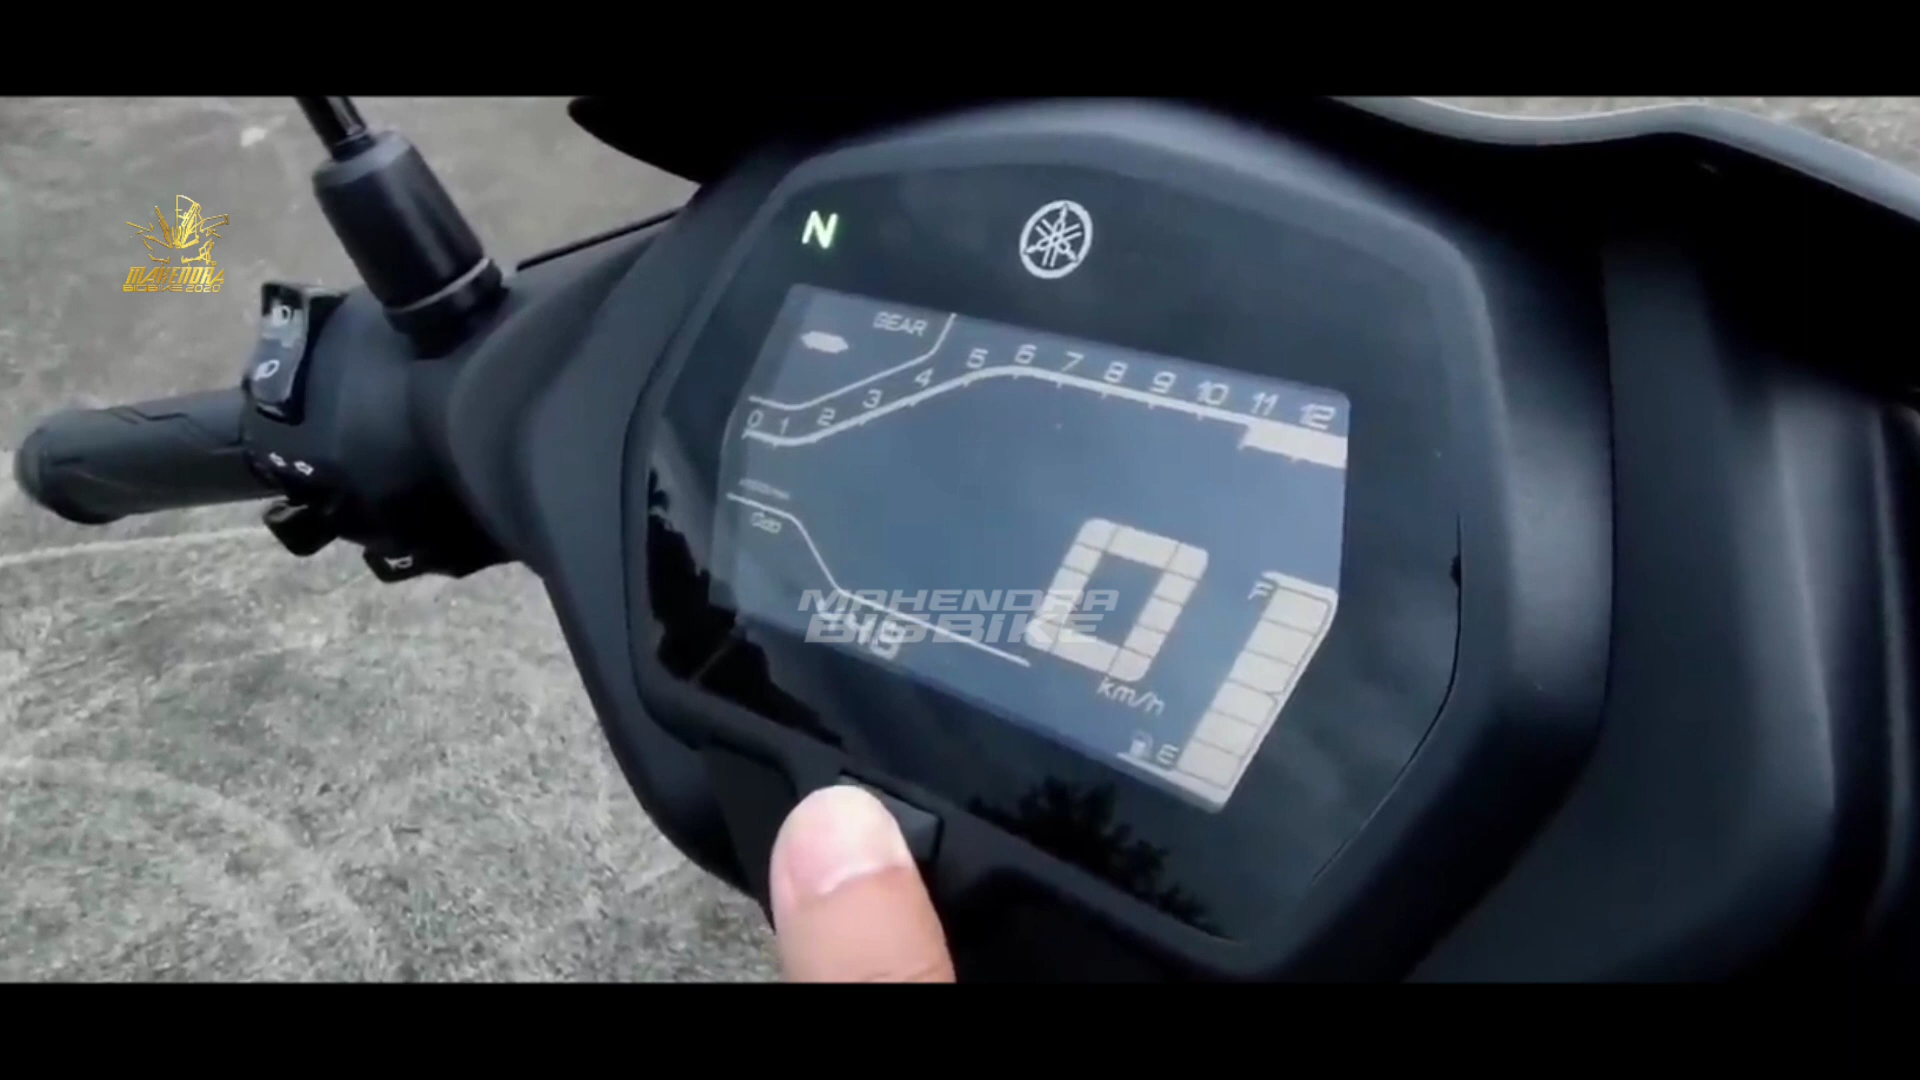 N
MAHENDRA
BIGBIKE 2020
GEAR
0 1 2 3 4 5 6 7 8 9 10 11 12
Odo
MAHENDRA
BIGBIKE
0
km/h
F
E